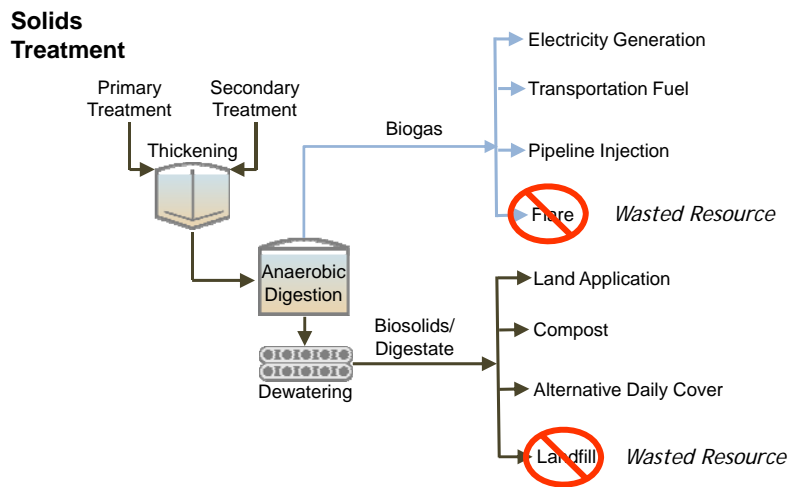 Solids
Treatment
Primary
Treatment
Secondary
Treatment
Thickening
Anaerobic
Digestion
Dewatering
Biogas
Electricity Generation
Transportation Fuel
Pipeline Injection
Flare
Wasted Resource
Biosolids/
Digestate
Land Application
Compost
Alternative Daily Cover
Landfill
Wasted Resource